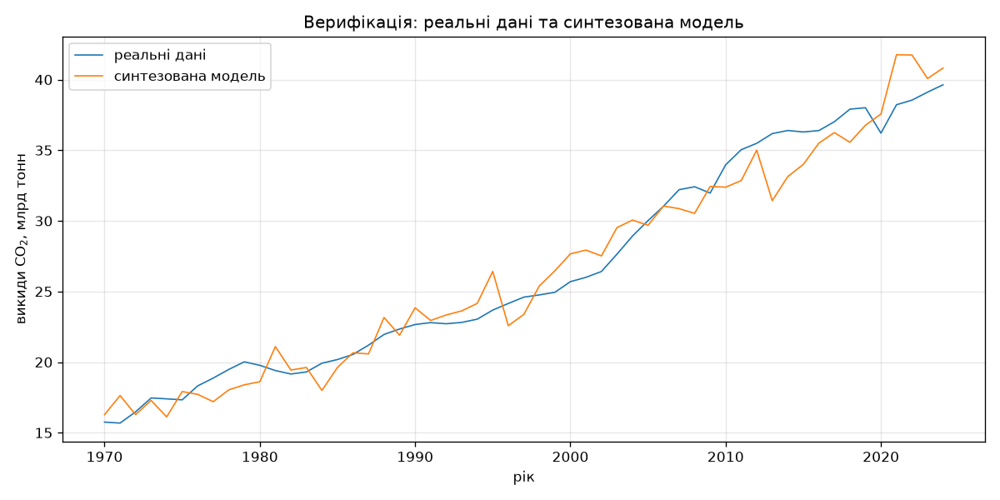 Верифікація: реальні дані та синтезована модель
реальні дані
синтезована модель
викиди CO₂, млрд тонн
40
35
30
25
20
15
1970 1980 1990 2000 2010 2020
рік